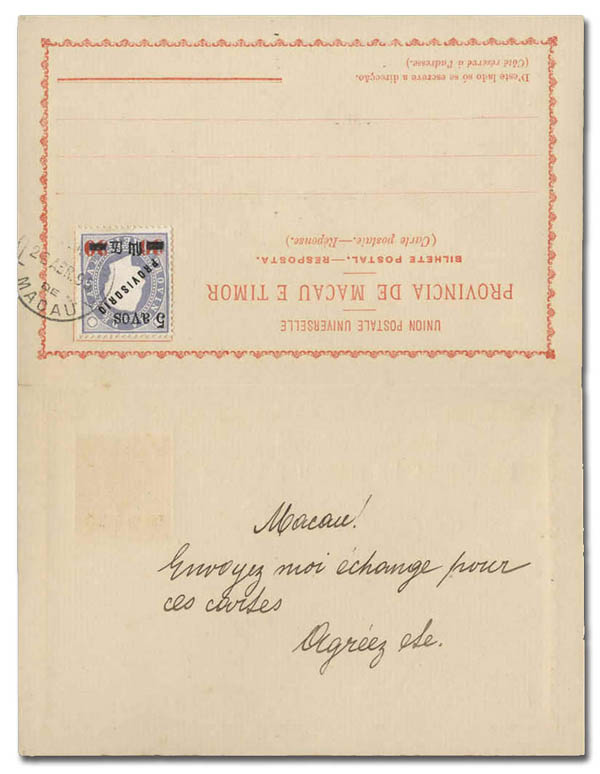 UNION POSTALE UNIVERSELLE
PROVINCIA DE MACAU E TIMOR
BILHETE POSTAL.—RESPOSTA.
(Carte postale.—Réponse.)
D'este lado só se escreve a direcção.
(Côté réservé á l'adresse.)
5 avos
PROVISORIO
MACAU
Macau!
Envoyez moi échange pour
ces cartes
Agréez etc.